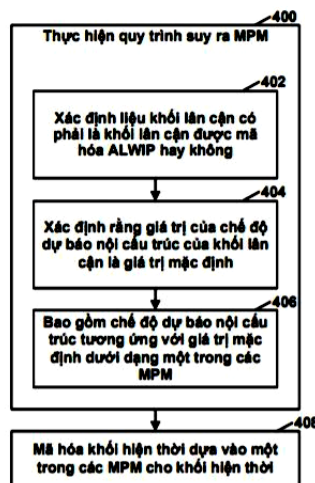 400
Thực hiện quy trình suy ra MPM
402
Xác định liệu khối lân cận có
phải là khối lân cận được mã
hóa ALWIP hay không
404
Xác định rằng giá trị của chế độ
dự báo nội cấu trúc của khối lân
cận là giá trị mặc định
406
Bao gồm chế độ dự báo nội cấu
trúc tương ứng với giá trị mặc
định dưới dạng một trong các
MPM
408
Mã hóa khối hiện thời dựa vào một
trong các MPM cho khối hiện thời